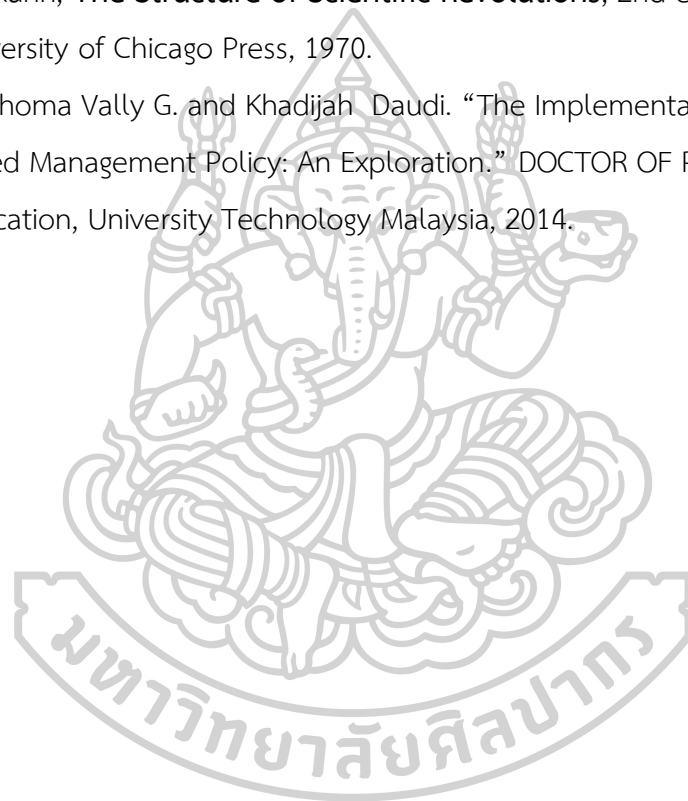 The Structure of Scientific Revolutions, 2nd
versity of Chicago Press, 1970.
homa Vally G. and Khadijah Daudi. “The Implementa
ed Management Policy: An Exploration.” DOCTOR OF
cation, University Technology Malaysia, 2014.
มหาวิทยาลัยศิลปากร